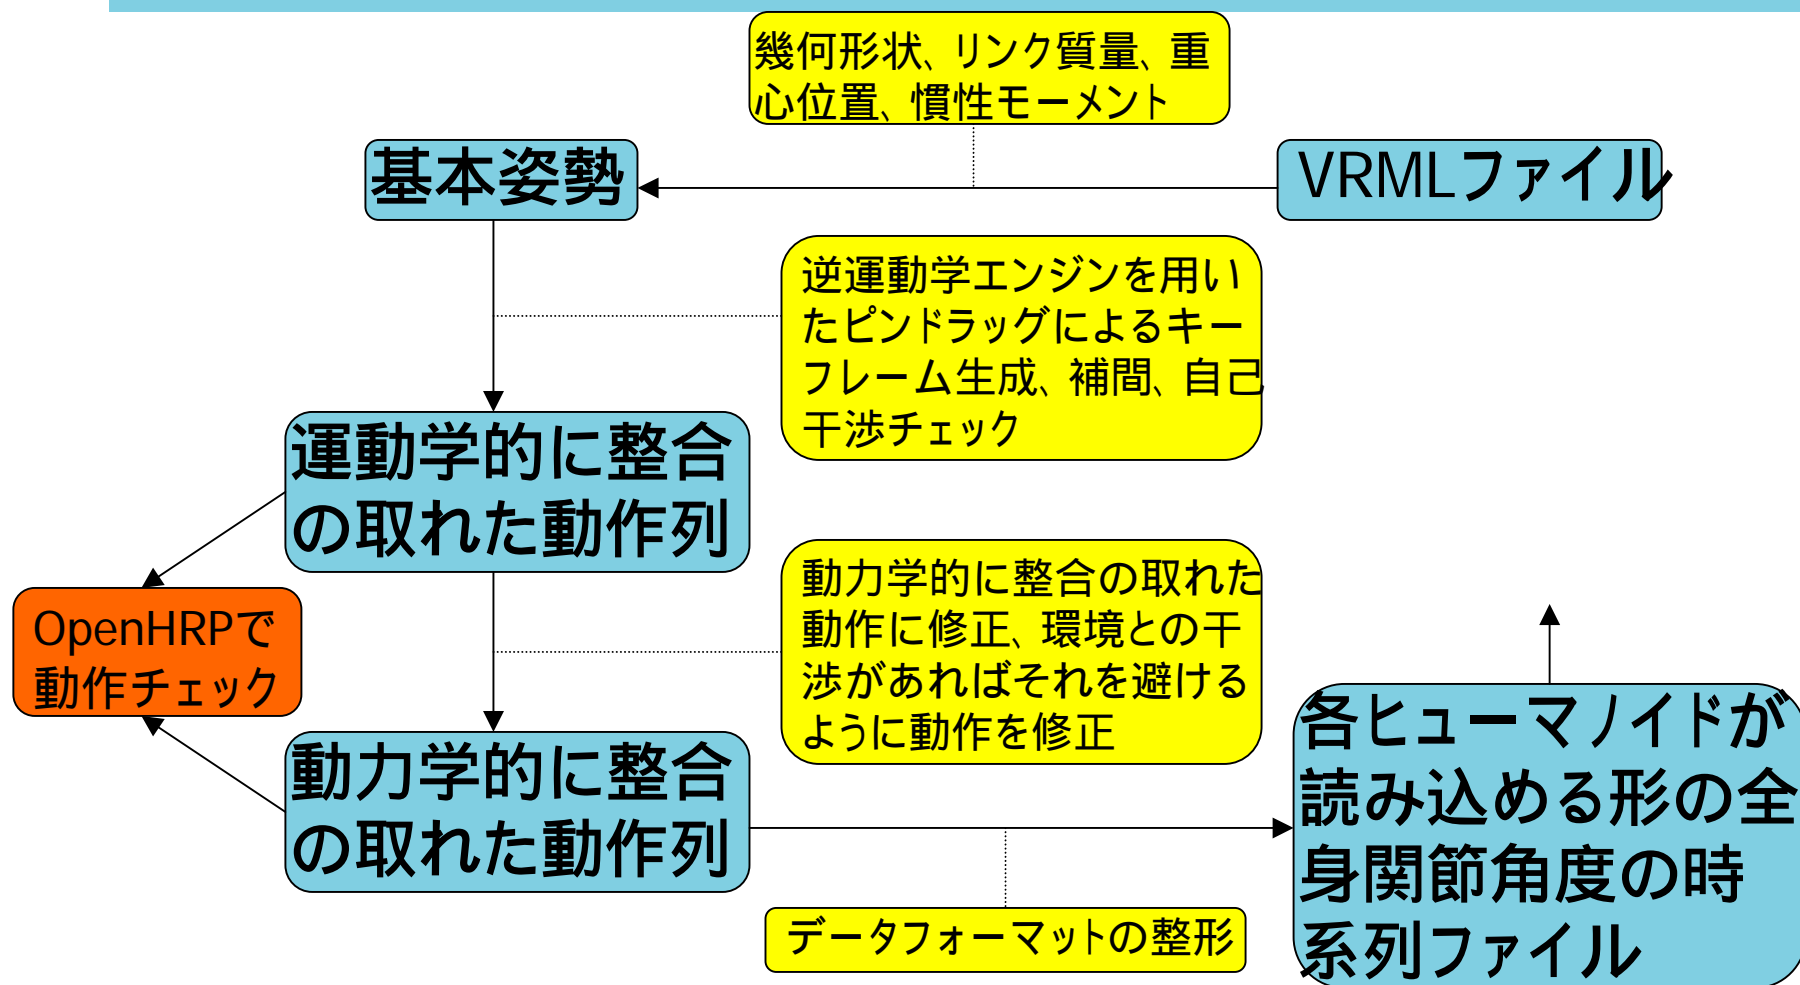 幾何形状、リンク質量、重
心位置、慣性モーメント
基本姿勢
VRMLファイル
逆運動学エンジンを用い
たピンドラッグによるキー
フレーム生成、補間、自己
干渉チェック
運動学的に整合
の取れた動作列
動力学的に整合の取れた
動作に修正、環境との干
渉があればそれを避ける
ように動作を修正
OpenHRPで
動作チェック
動力学的に整合
の取れた動作列
各ヒューマノイドが
読み込める形の全
身関節角度の時
系列ファイル
データフォーマットの整形